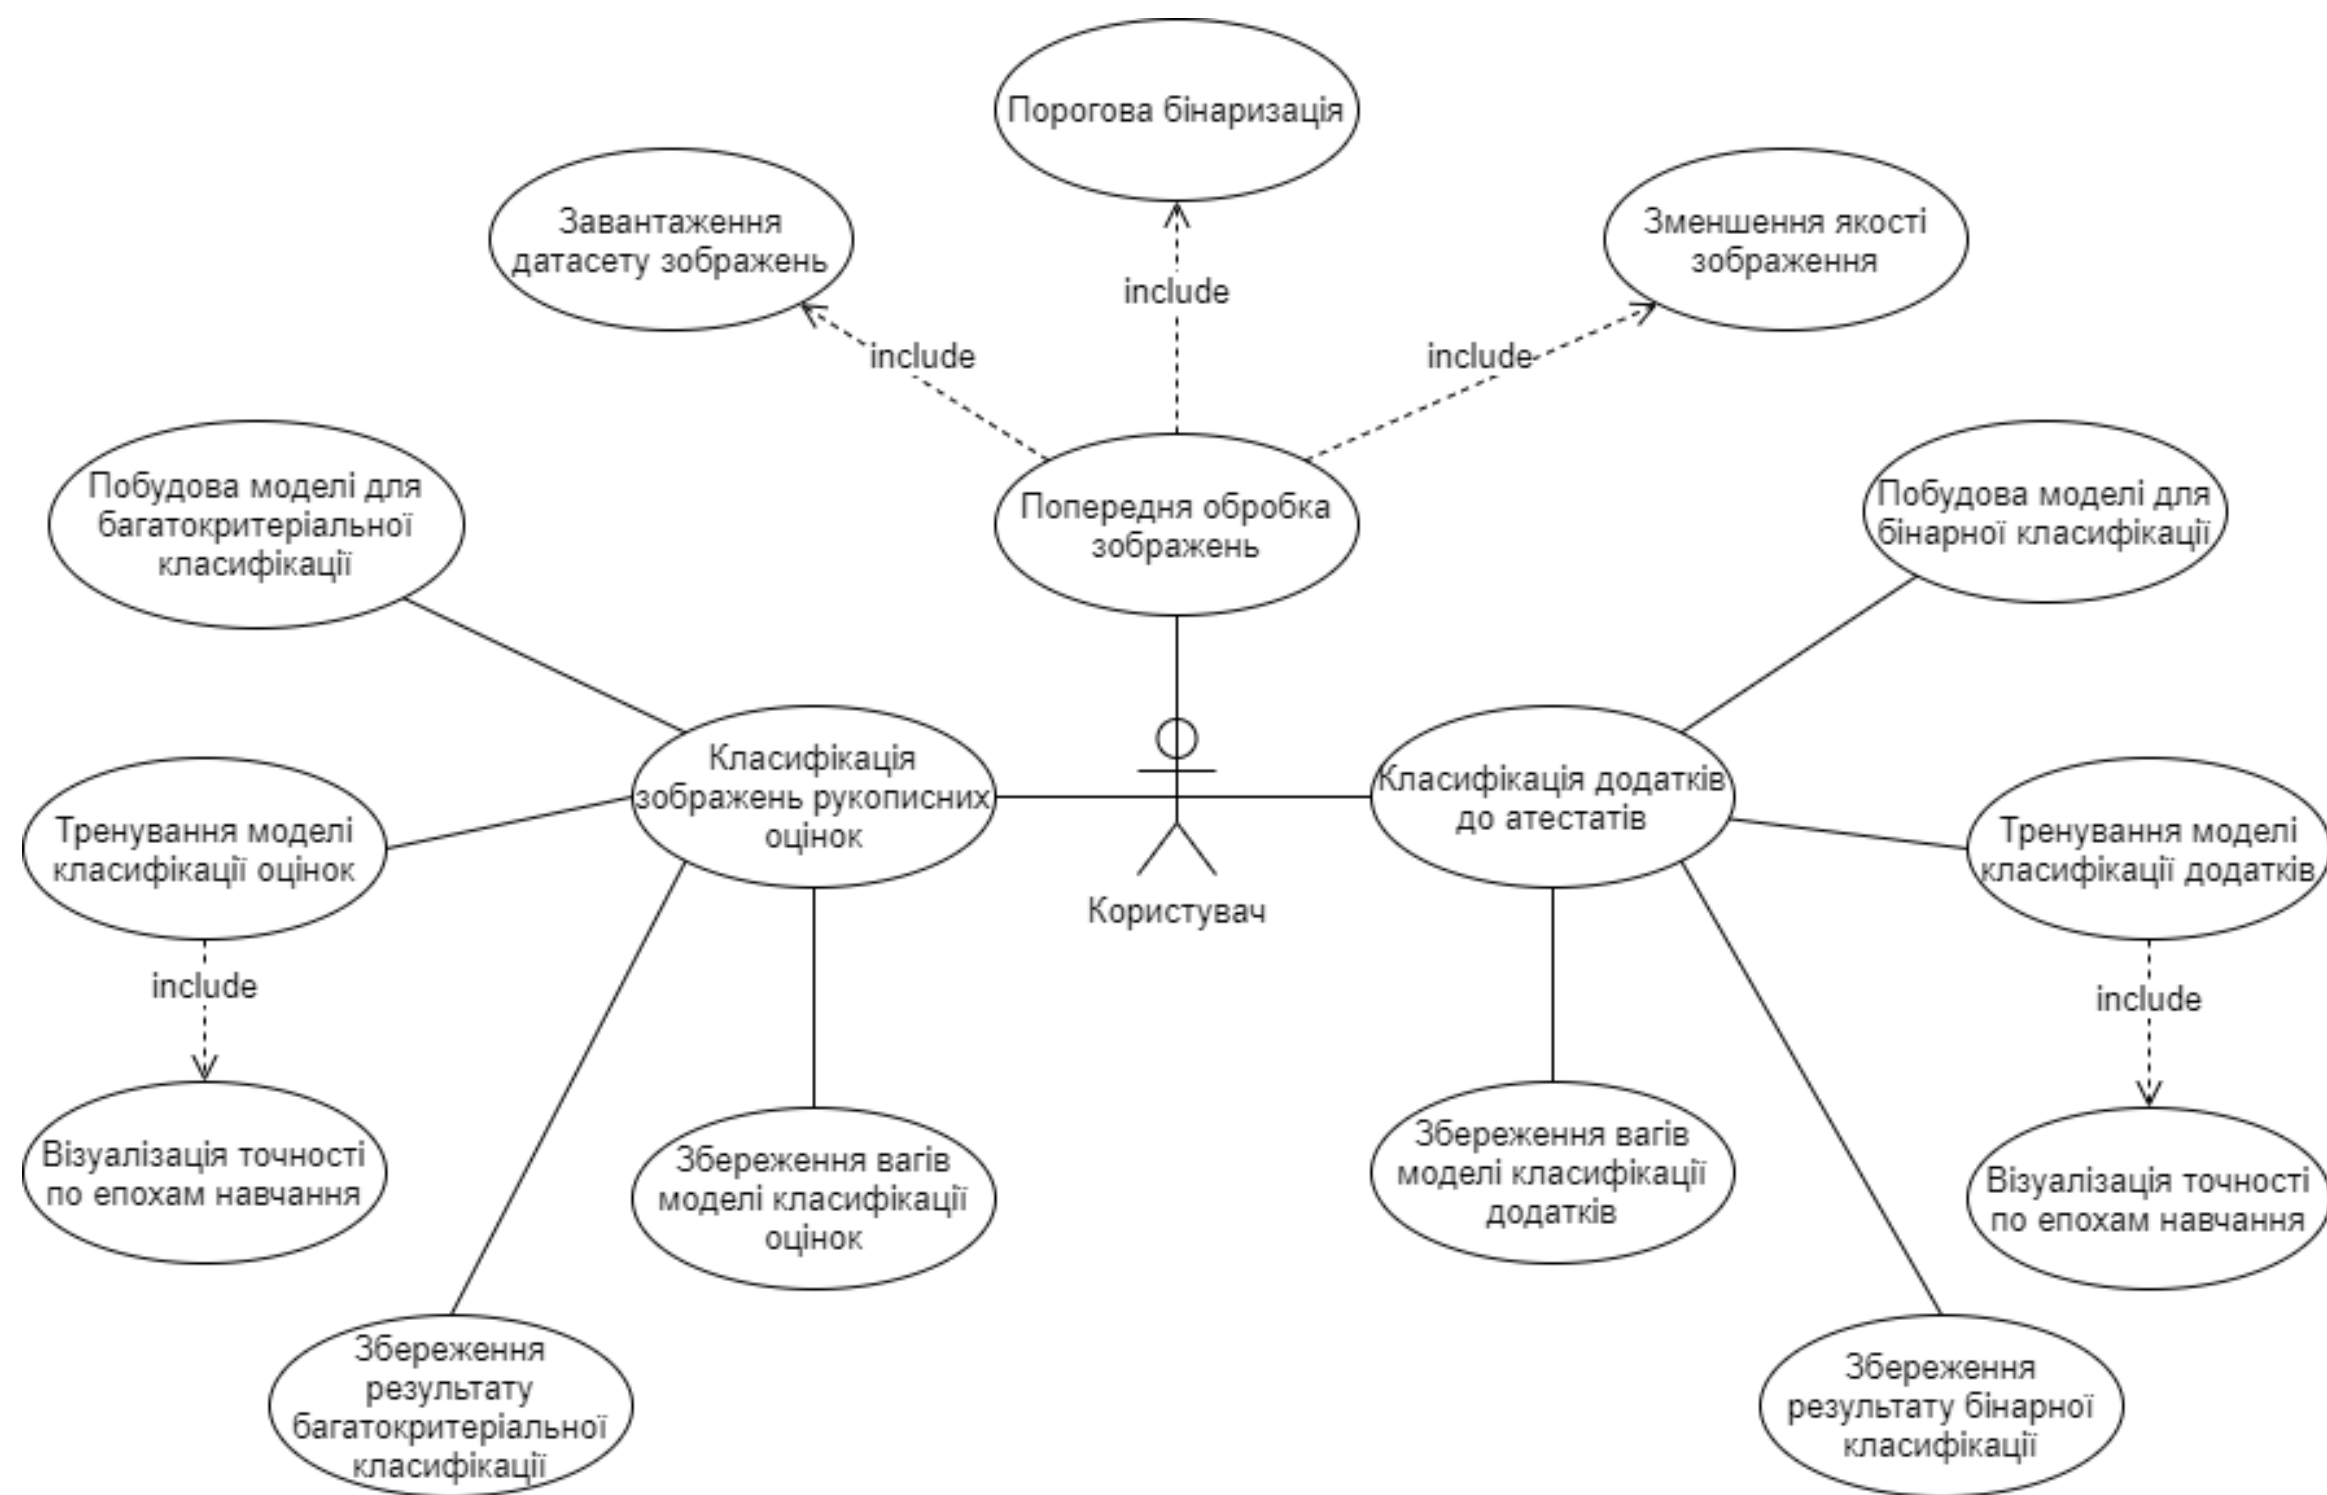 Порогова бінаризація
Завантаження
датасету зображень
Зменшення якості
зображення
include
include
include
Побудова моделі для
багатокритеріальної
класифікації
Попередня обробка
зображень
Побудова моделі для
бінарної класифікації
Класифікація
зображень рукописних
оцінок
Класифікація додатків
до атестатів
Тренування моделі
класифікації оцінок
Тренування моделі
класифікації додатків
Користувач
include
include
Візуалізація точності
по епохам навчання
Збереження вагів
моделі класифікації
оцінок
Збереження вагів
моделі класифікації
додатків
Візуалізація точності
по епохам навчання
Збереження
результату
багатокритеріальної
класифікації
Збереження
результату бінарної
класифікації